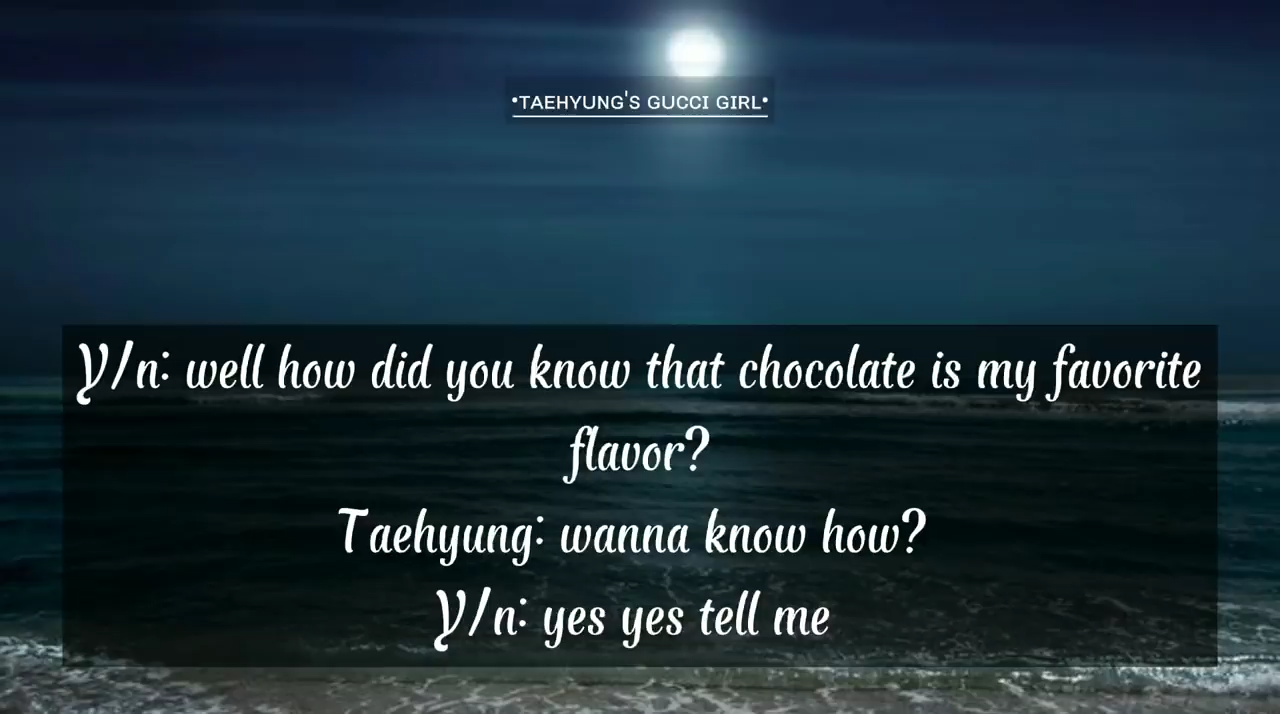 •TAEHYUNG'S GUCCI GIRL•
Y/n: well how did you know that chocolate is my favorite
flavor?
Taehyung: wanna know how?
Y/n: yes yes tell me